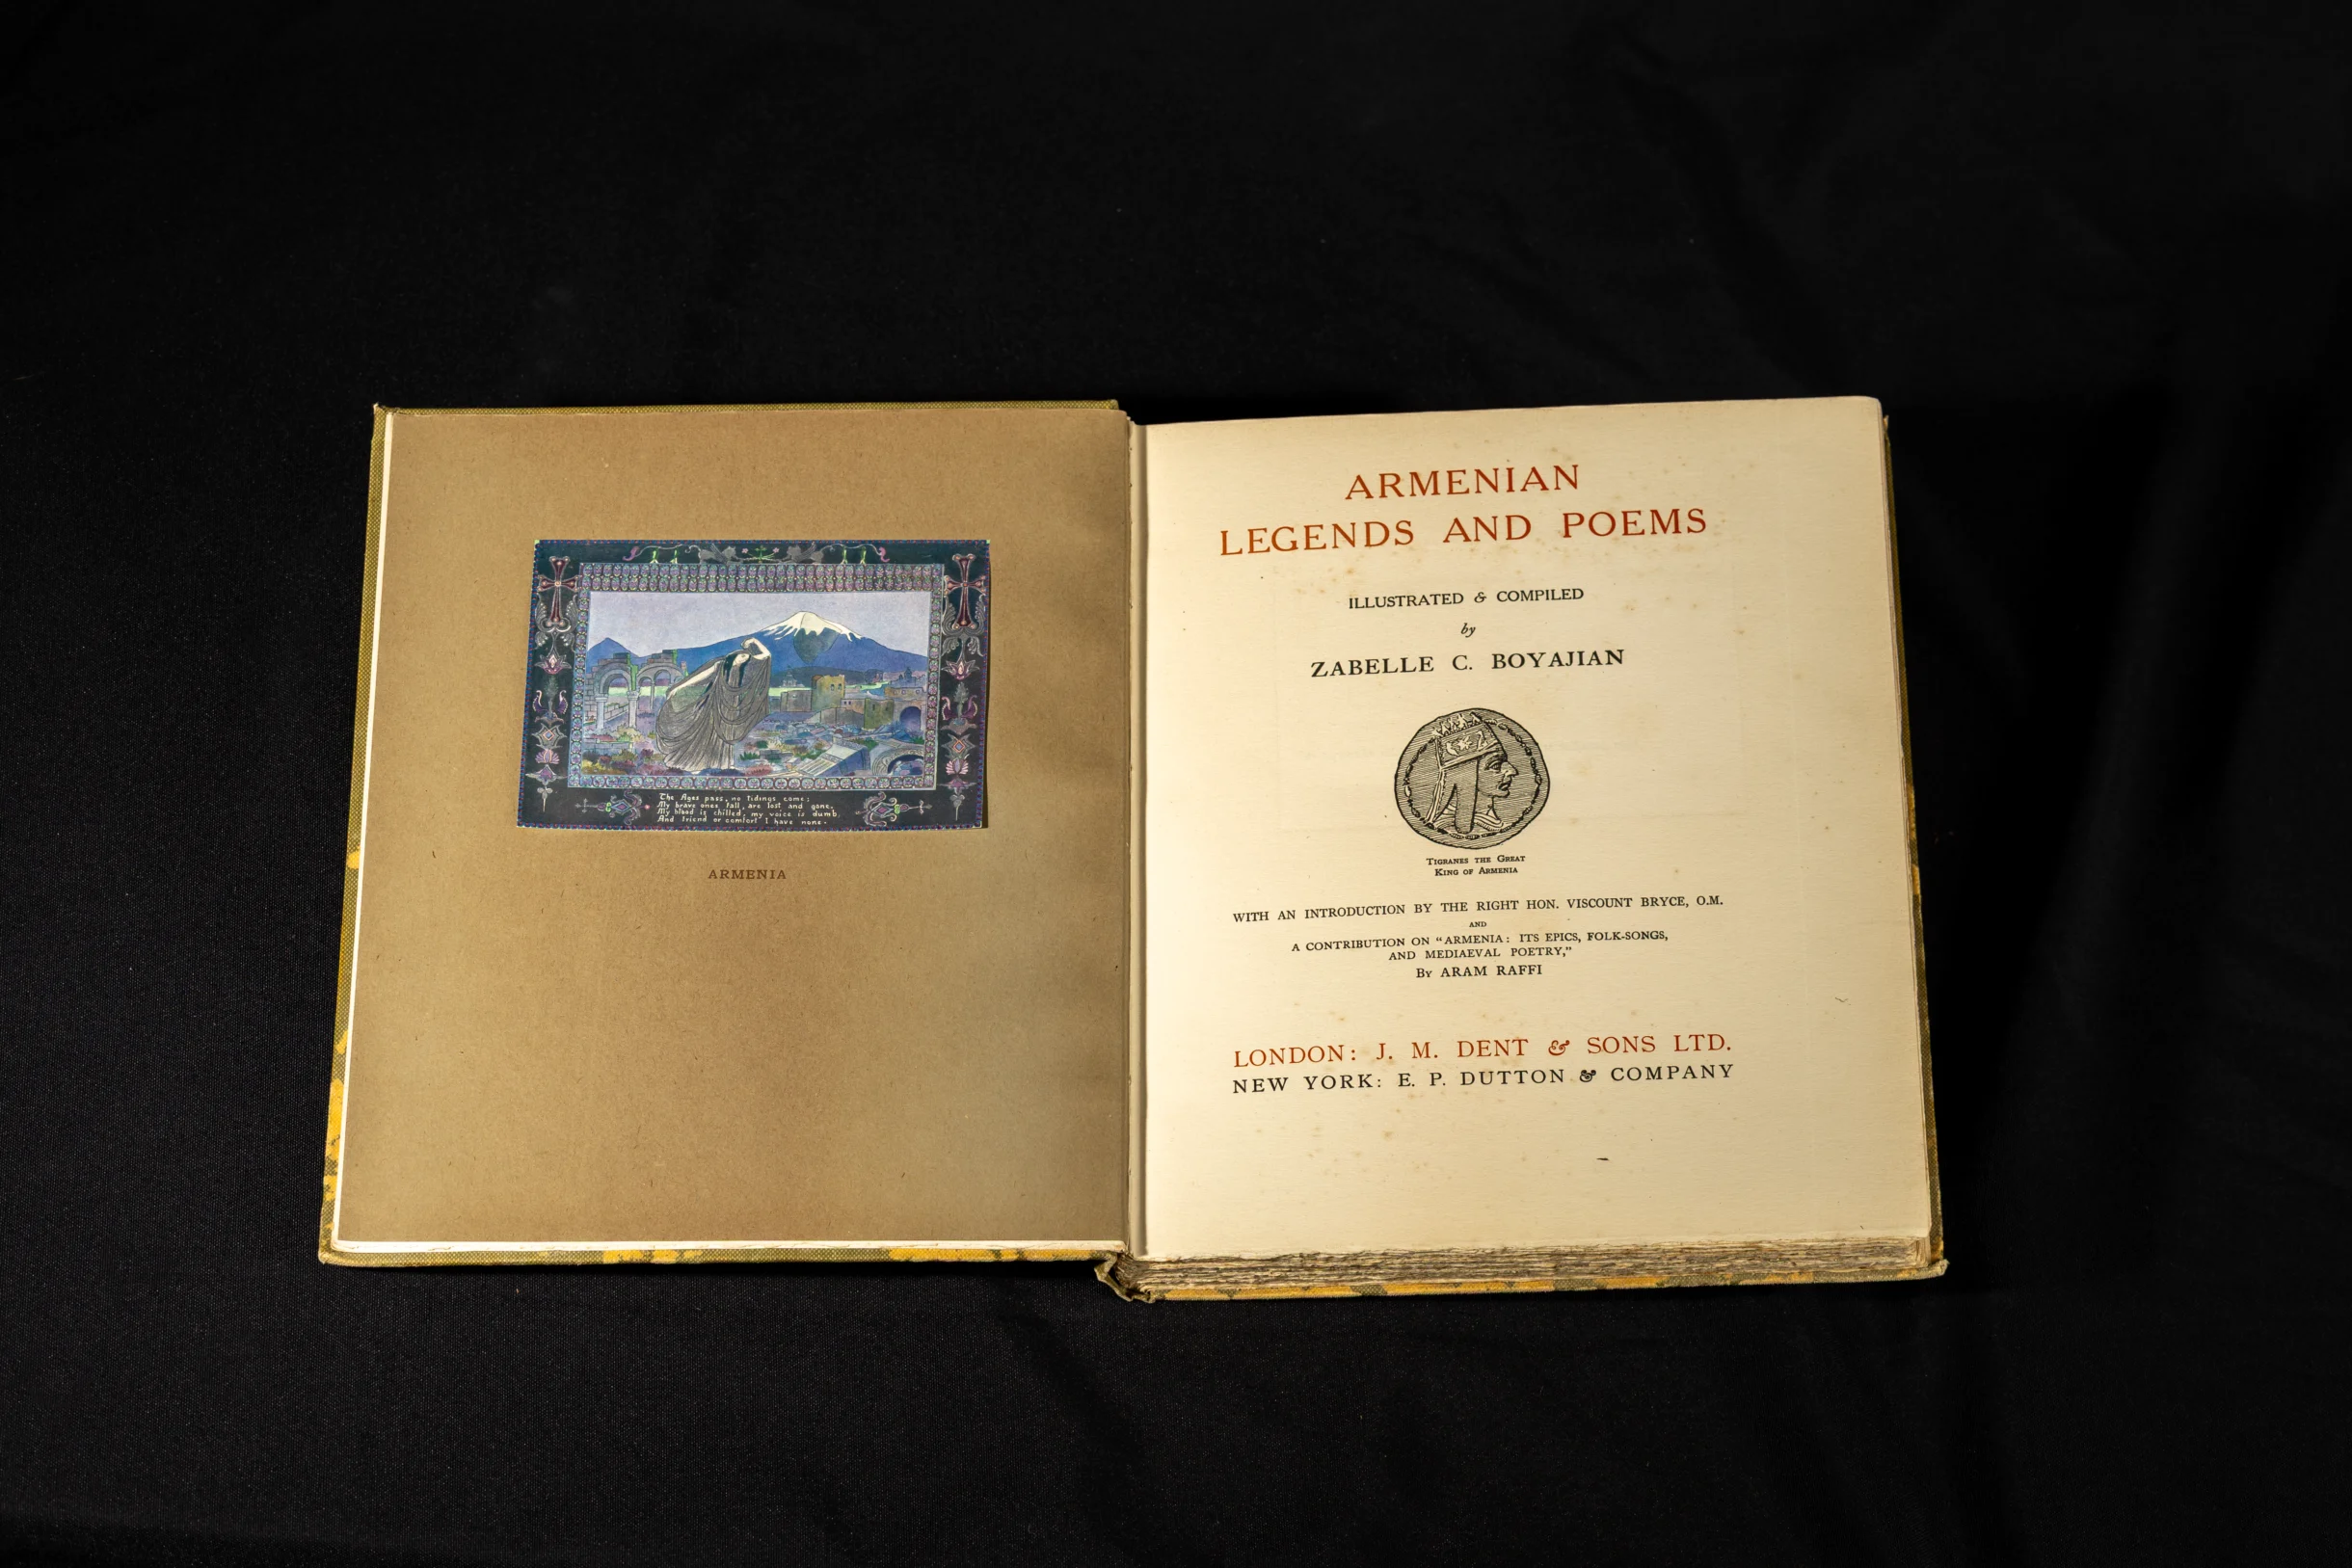 The Ages pass, no tidings come;
My brave ones fall, are lost and gone,
My blood is chilled, my voice is dumb,
And friend or comfort I have none.
ARMENIA
ARMENIAN
LEGENDS AND POEMS
ILLUSTRATED & COMPILED
by
ZABELLE C. BOYAJIAN
TIGRANES THE GREAT
KING OF ARMENIA
WITH AN INTRODUCTION BY THE RIGHT HON. VISCOUNT BRYCE, O.M.
AND
A CONTRIBUTION ON "ARMENIA: ITS EPICS, FOLK-SONGS,
AND MEDIAEVAL POETRY,"
BY ARAM RAFFI
LONDON: J. M. DENT & SONS LTD.
NEW YORK: E. P. DUTTON & COMPANY